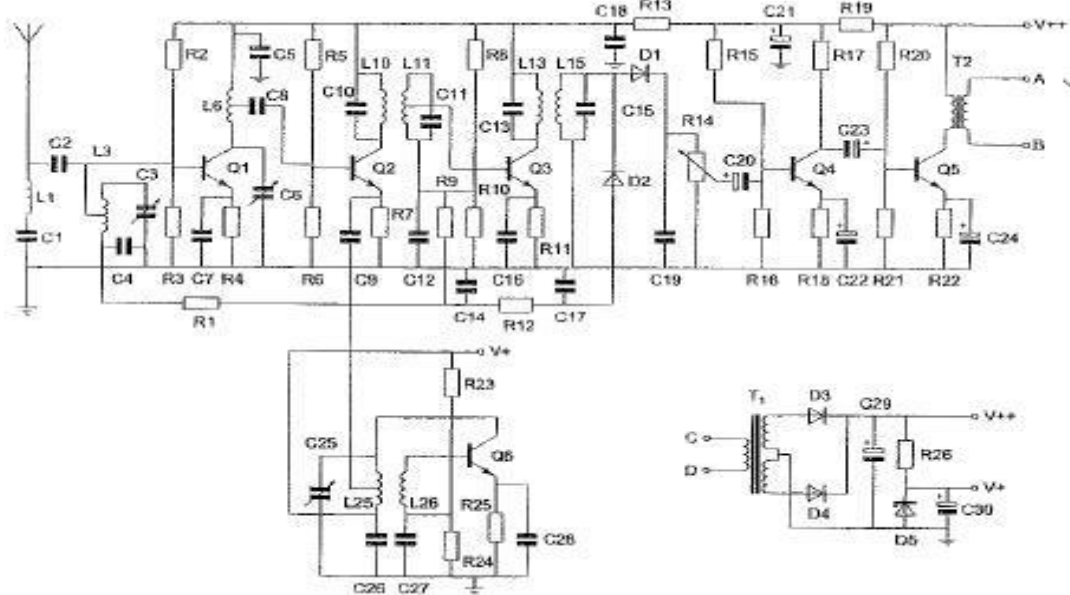 C18 R13 C21 R19 V++
R2 C5 R5 R8 D1 R15 R17 R20 T2
L10 L11 L13 L15
C8 C10 C11 C15 A
L6 C13 R14 C23
C2 L3 Q1 Q2 Q3 C20 Q4 Q5 B
C3 C6 R9 R10 D2
L1 R7 R11 C24
C1 C4 R3 C7 R4 R6 C9 C12 C16 C19 R16 R18 C22 R21 R22
R1 C14 R12 C17
V+
R23
T1 D3 C29 V++
C25 Q6 C R26
D V+
L25 L26 R25 D4 C30
R24 C28 D5
C26 C27